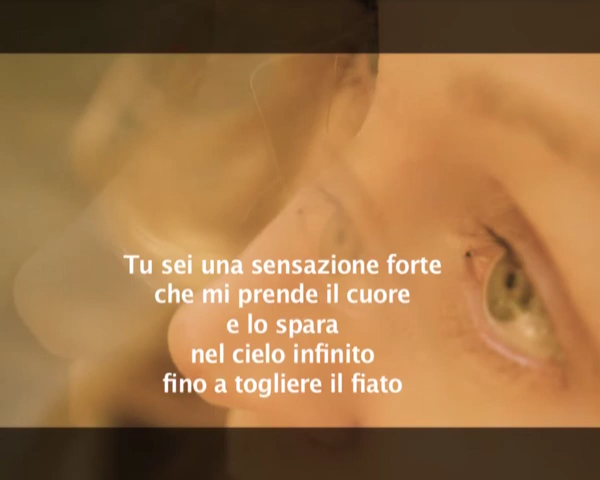 Tu sei una sensazione forte
che mi prende il cuore
e lo spara
nel cielo infinito
fino a togliere il fiato